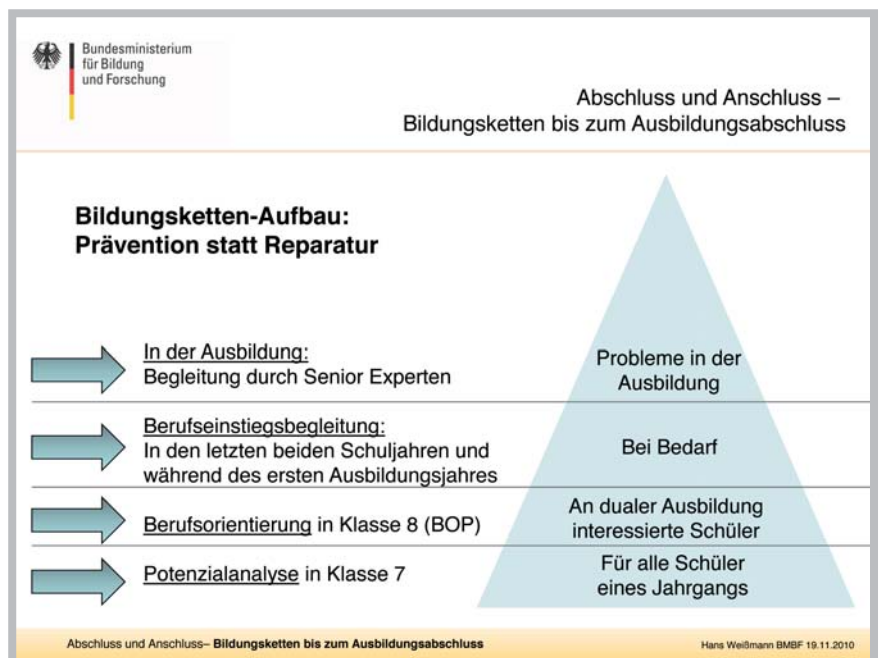 Bundesministerium
für Bildung
und Forschung
Abschluss und Anschluss –
Bildungsketten bis zum Ausbildungsabschluss
Bildungsketten-Aufbau:
Prävention statt Reparatur
In der Ausbildung:
Begleitung durch Senior Experten
Probleme in der
Ausbildung
Berufseinstiegsbegleitung:
In den letzten beiden Schuljahren und
während des ersten Ausbildungsjahres
Bei Bedarf
Berufsorientierung in Klasse 8 (BOP)
An dualer Ausbildung
interessierte Schüler
Potenzialanalyse in Klasse 7
Für alle Schüler
eines Jahrgangs
Abschluss und Anschluss– Bildungsketten bis zum Ausbildungsabschluss
Hans Weißmann BMBF 19.11.2010